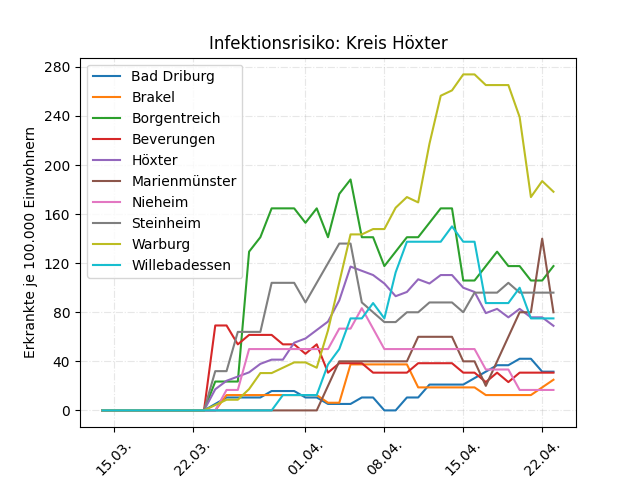 Infektionsrisiko: Kreis Höxter
Erkrankte je 100.000 Einwohnern
280
240
200
160
120
80
40
0
Bad Driburg
Brakel
Borgentreich
Beverungen
Höxter
Marienmünster
Nieheim
Steinheim
Warburg
Willebadessen
15.03.
22.03.
01.04.
08.04.
15.04.
22.04.